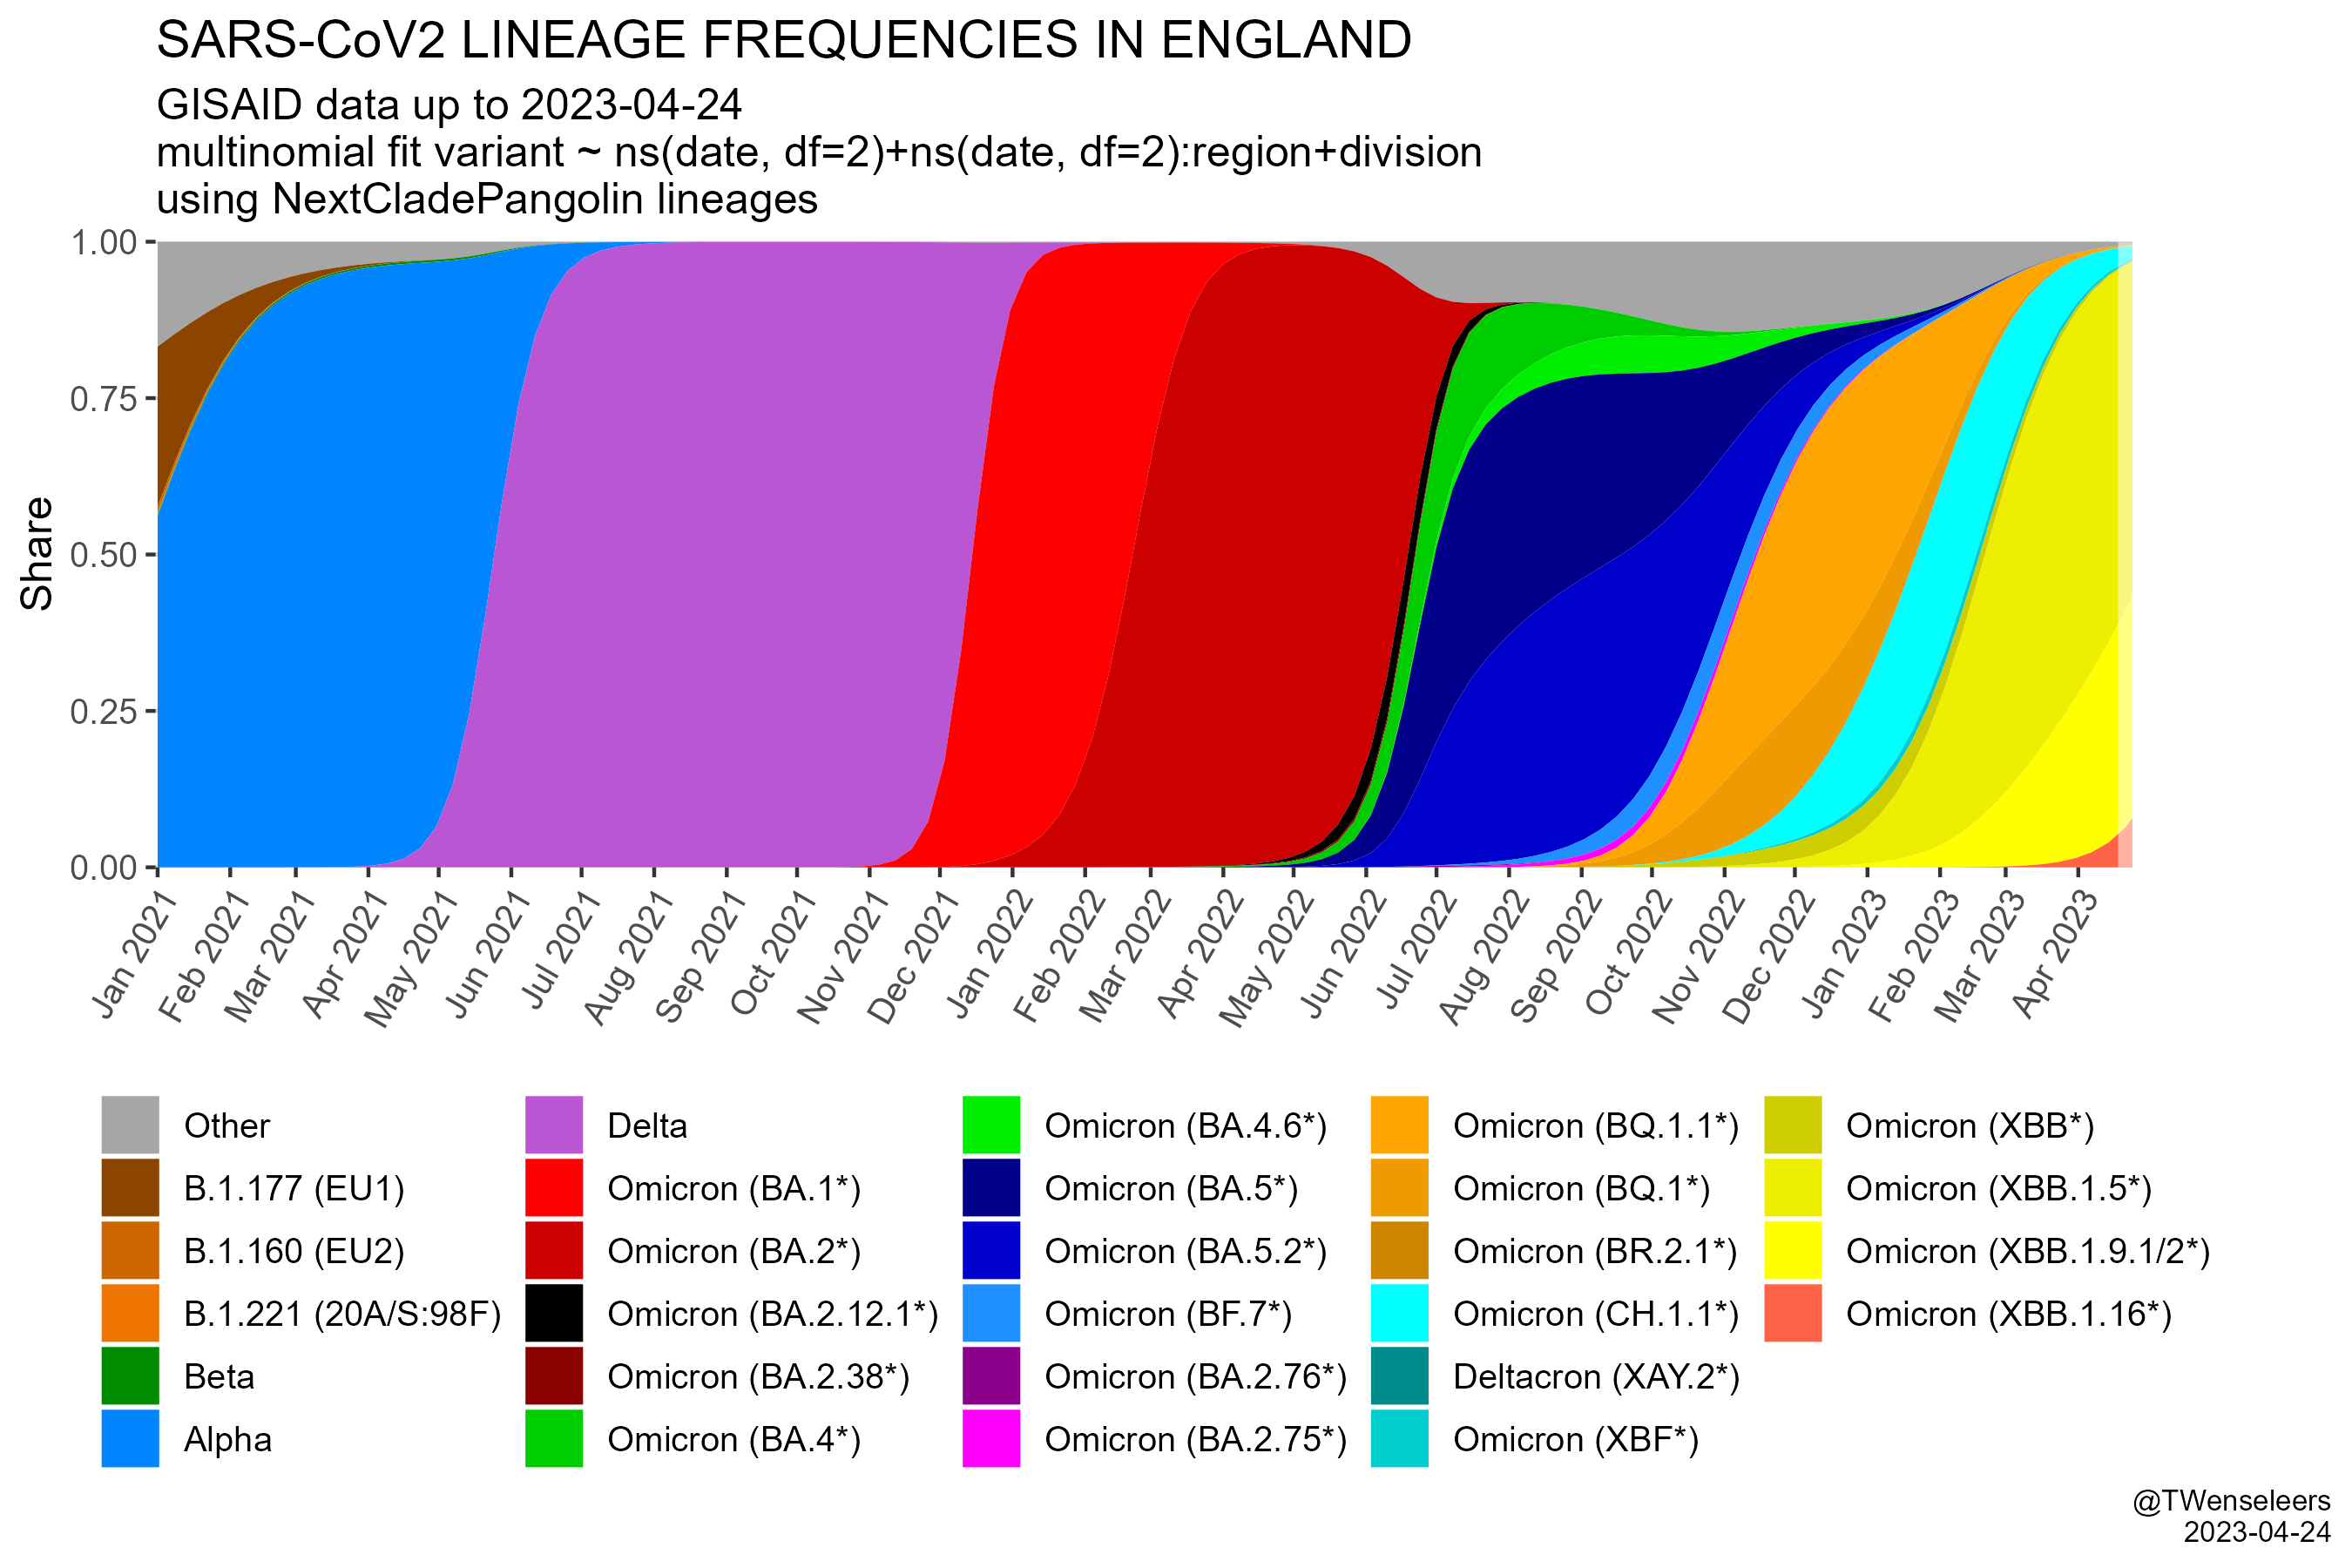 SARS-CoV2 LINEAGE FREQUENCIES IN ENGLAND
GISAID data up to 2023-04-24
multinomial fit variant ~ ns(date, df=2)+ns(date, df=2):region+division
using NextCladePangolin lineages
Share
1.00
0.75
0.50
0.25
0.00
Jan 2021
Feb 2021
Mar 2021
Apr 2021
May 2021
Jun 2021
Jul 2021
Aug 2021
Sep 2021
Oct 2021
Nov 2021
Dec 2021
Jan 2022
Feb 2022
Mar 2022
Apr 2022
May 2022
Jun 2022
Jul 2022
Aug 2022
Sep 2022
Oct 2022
Nov 2022
Dec 2022
Jan 2023
Feb 2023
Mar 2023
Apr 2023
Other
B.1.177 (EU1)
B.1.160 (EU2)
B.1.221 (20A/S:98F)
Beta
Alpha
Delta
Omicron (BA.1*)
Omicron (BA.2*)
Omicron (BA.2.12.1*)
Omicron (BA.2.38*)
Omicron (BA.4*)
Omicron (BA.4.6*)
Omicron (BA.5*)
Omicron (BA.5.2*)
Omicron (BF.7*)
Omicron (BA.2.76*)
Omicron (BA.2.75*)
Omicron (BQ.1.1*)
Omicron (BQ.1*)
Omicron (BR.2.1*)
Omicron (CH.1.1*)
Deltacron (XAY.2*)
Omicron (XBF*)
Omicron (XBB*)
Omicron (XBB.1.5*)
Omicron (XBB.1.9.1/2*)
Omicron (XBB.1.16*)
@TWenseleers
2023-04-24